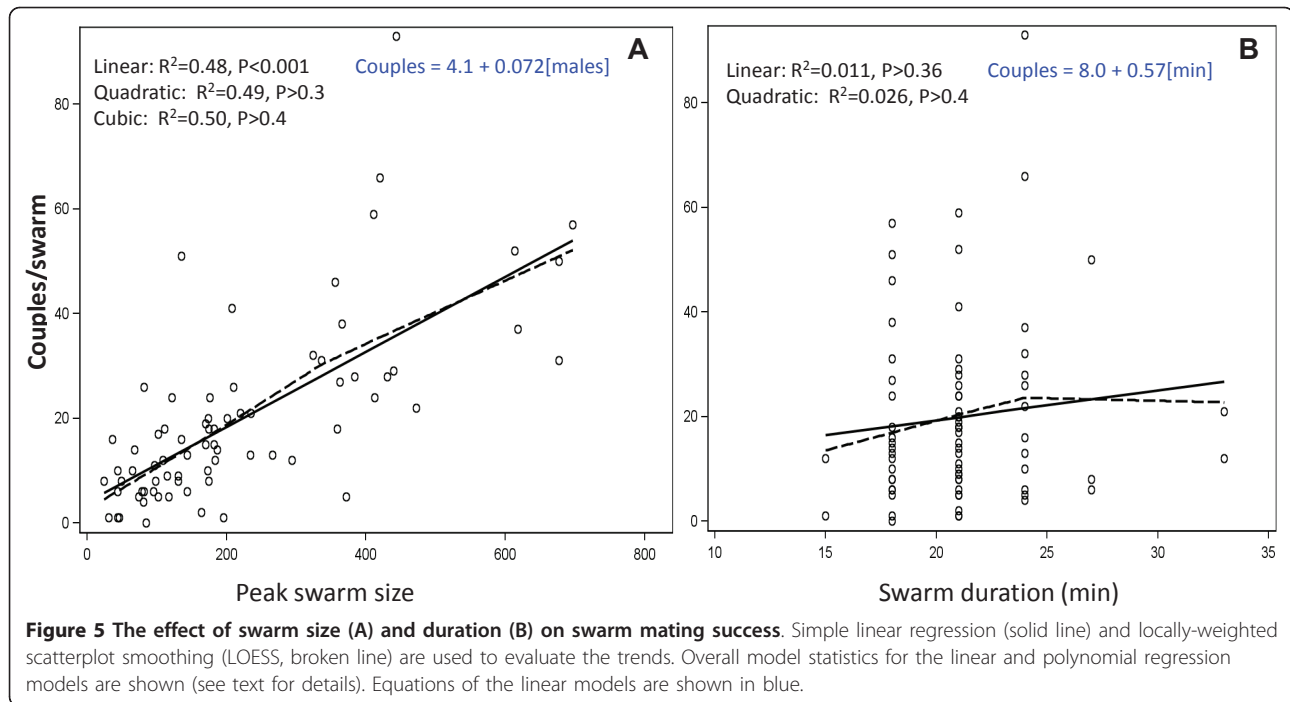 A
Linear: R²=0.48, P<0.001
Quadratic: R²=0.49, P>0.3
Cubic: R²=0.50, P>0.4
Couples = 4.1 + 0.072[males]
80
60
40
20
0
Couples/swarm
0 200 400 600 800
Peak swarm size
B
Linear: R²=0.011, P>0.36
Quadratic: R²=0.026, P>0.4
Couples = 8.0 + 0.57[min]
80
60
40
20
0
10 15 20 25 30 35
Swarm duration (min)
Figure 5 The effect of swarm size (A) and duration (B) on swarm mating success. Simple linear regression (solid line) and locally-weighted
scatterplot smoothing (LOESS, broken line) are used to evaluate the trends. Overall model statistics for the linear and polynomial regression
models are shown (see text for details). Equations of the linear models are shown in blue.